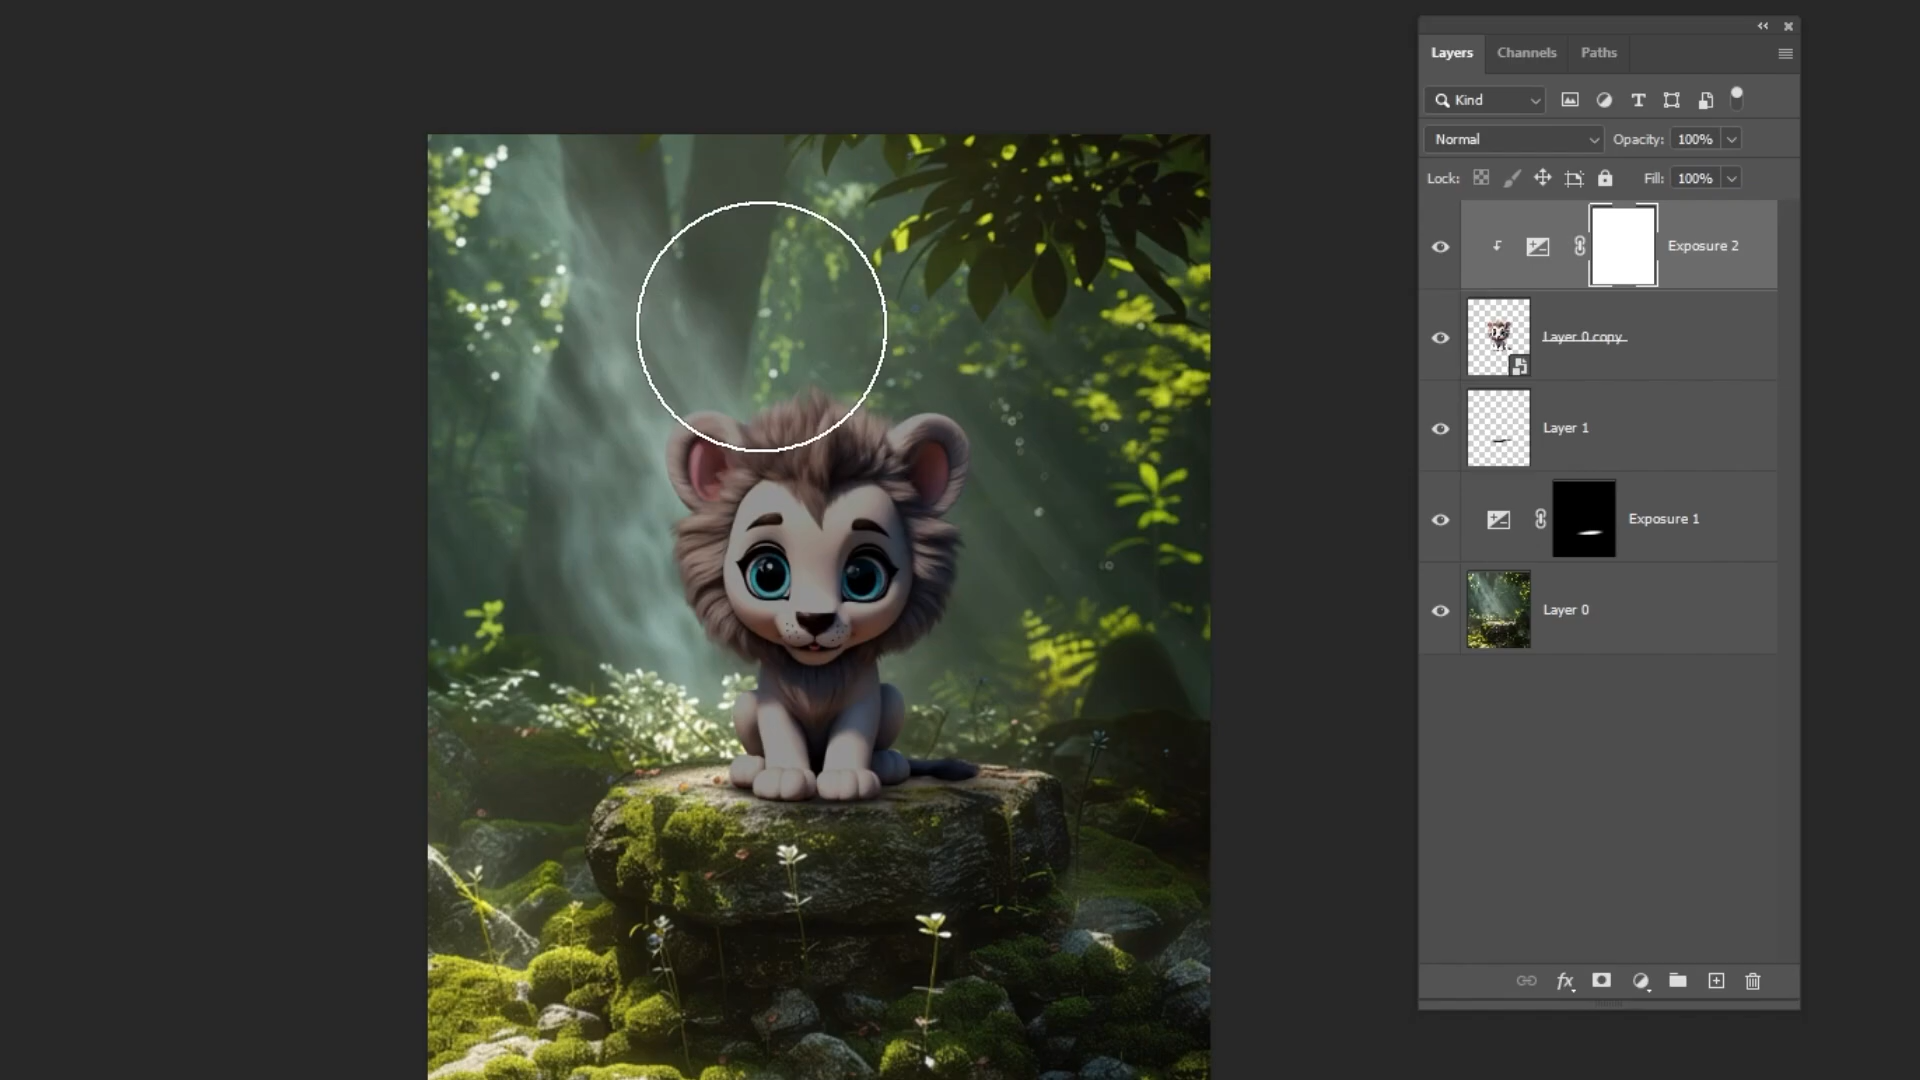 Layers Channels Paths
Kind
Normal Opacity: 100%
Lock: Fill: 100%
Exposure 2
Layer 0 copy
Layer 1
Exposure 1
Layer 0
fx